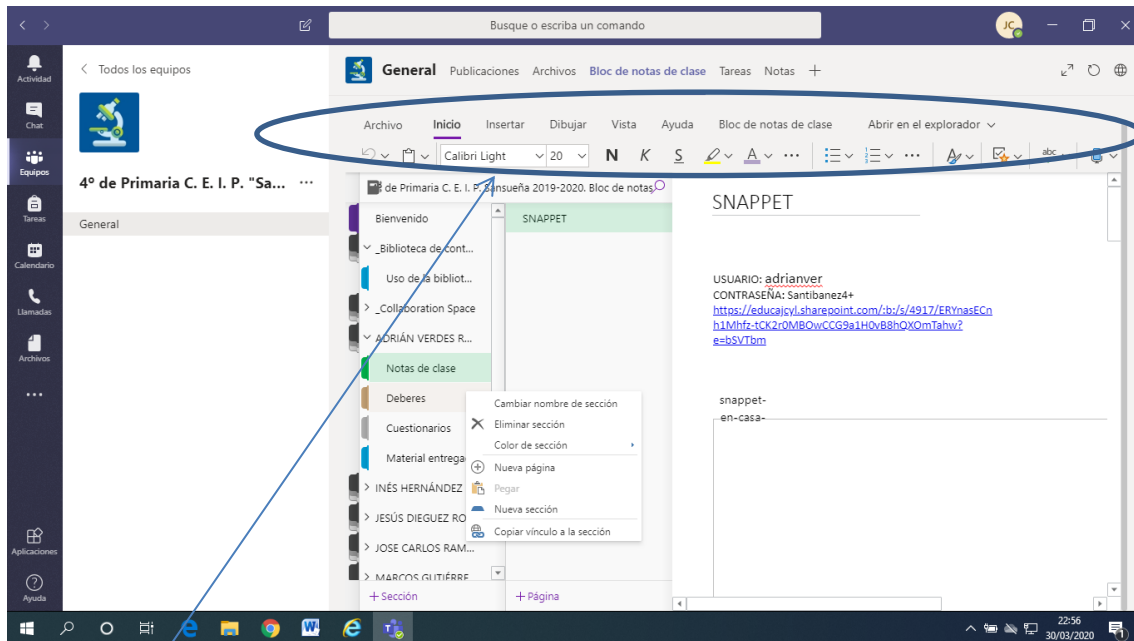 Busque o escriba un comando
JC
Actividad
Chat
Equipos
Tareas
Calendario
Llamadas
Archivos
Aplicaciones
Ayuda
Todos los equipos
4º de Primaria C. E. I. P. "Sa... ...
General
General Publicaciones Archivos Bloc de notas de clase Tareas Notas +
Archivo Inicio Insertar Dibujar Vista Ayuda Bloc de notas de clase Abrir en el explorador
Calibri Light 20 N K S A ... ... abc
de Primaria C. E. I. P. Sansueña 2019-2020. Bloc de notas
Bienvenido
_Biblioteca de cont...
Uso de la bibliot...
_Collaboration Space
ADRIÁN VERDES R...
Notas de clase
Deberes
Cuestionarios
Material entrega
INÉS HERNÁNDEZ
JESÚS DIEGUEZ RO
JOSE CARLOS RAM...
MARCOS GUTIÉRRE
+ Sección
SNAPPET
+ Página
Cambiar nombre de sección
Eliminar sección
Color de sección
Nueva página
Pegar
Nueva sección
Copiar vínculo a la sección
SNAPPET
USUARIO: adrianver
CONTRASEÑA: Santibanez4+
https://educajcyl.sharepoint.com/:b:/s/4917/ERYnasECn
h1Mhfz-tCK2r0MBOwCCG9a1H0vB8hQXOmTahw?
e=bSVTbm
snappet-
en-casa-
22:56
30/03/2020